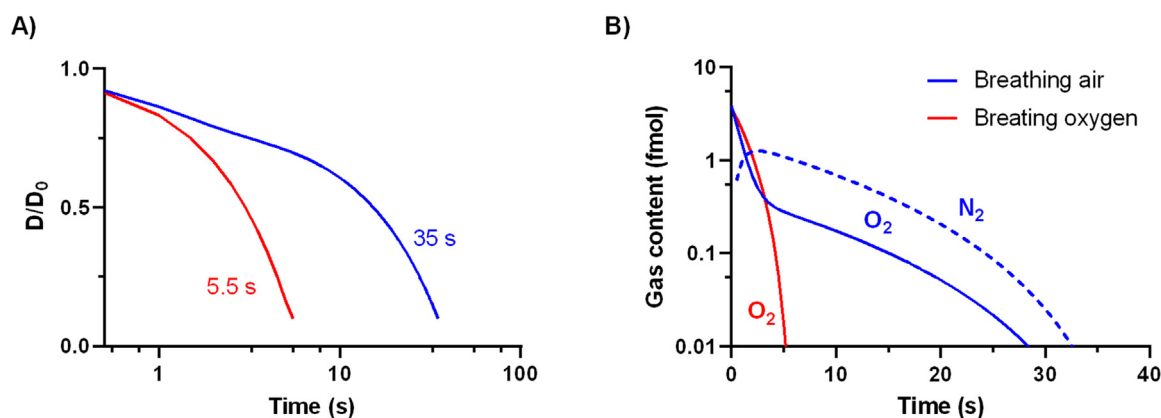 A)
1.0
0.5
0.0
D/D0
5.5 s
35 s
1
10
100
Time (s)
B)
10
1
0.1
0.01
Gas content (fmol)
Breathing air
Breating oxygen
N2
O2
O2
0
10
20
30
40
Time (s)